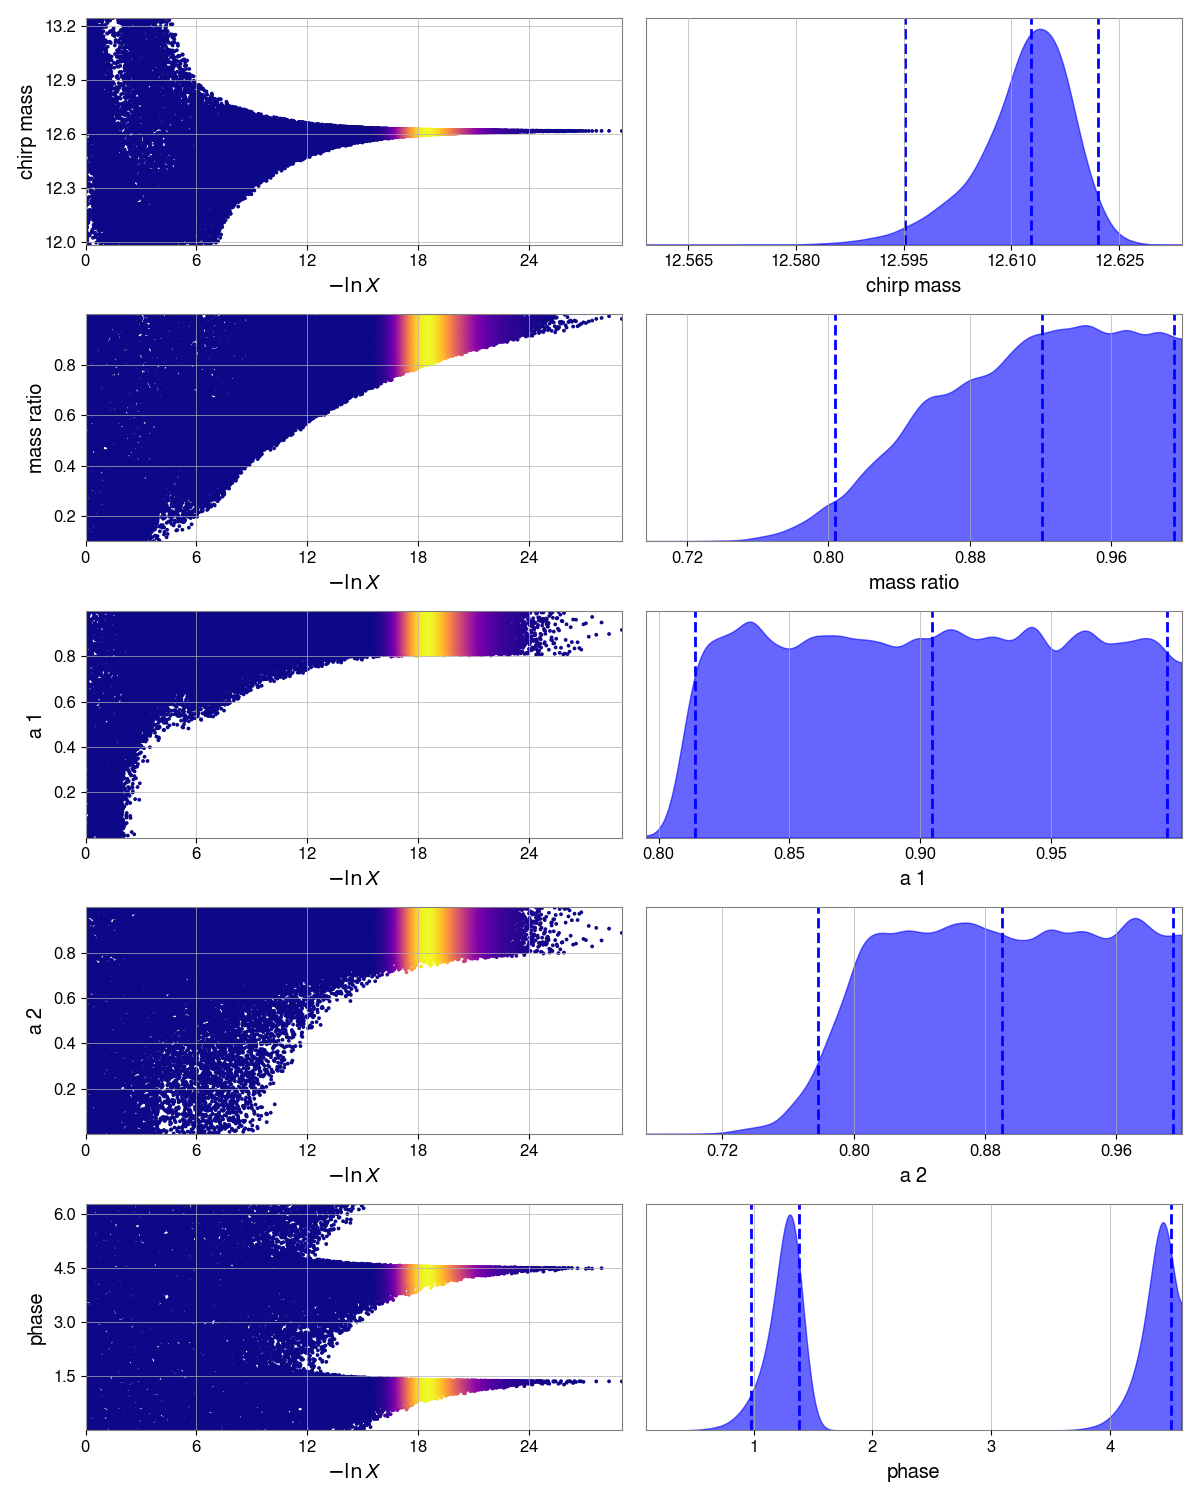 chirp mass
13.2
12.9
12.6
12.3
12.0
0 6 12 18 24
−ln X
12.565 12.580 12.595 12.610 12.625
chirp mass
mass ratio
0.8
0.6
0.4
0.2
0 6 12 18 24
−ln X
0.72 0.80 0.88 0.96
mass ratio
a 1
0.8
0.6
0.4
0.2
0 6 12 18 24
−ln X
0.80 0.85 0.90 0.95
a 1
a 2
0.8
0.6
0.4
0.2
0 6 12 18 24
−ln X
0.72 0.80 0.88 0.96
a 2
phase
6.0
4.5
3.0
1.5
0 6 12 18 24
−ln X
1 2 3 4
phase